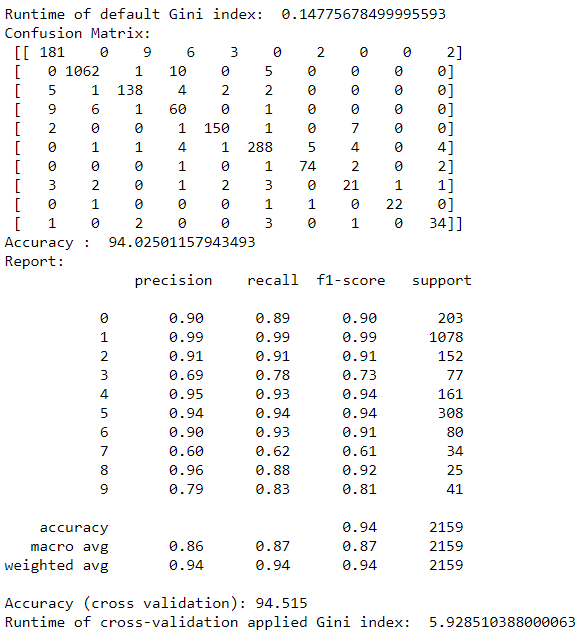 Runtime of default Gini index:  0.14775678499995593
Confusion Matrix:
 [[ 181    0    9    6    3    0    2    0    0    2]
 [   0 1062    1   10    0    5    0    0    0    0]
 [   5    1  138    4    2    2    0    0    0    0]
 [   9    6    1   60    0    1    0    0    0    0]
 [   2    0    0    1  150    1    0    7    0    0]
 [   0    1    1    4    1  288    5    4    0    4]
 [   0    0    0    1    0    1   74    2    0    2]
 [   3    2    0    1    2    3    0   21    1    1]
 [   0    1    0    0    0    1    1    0   22    0]
 [   1    0    2    0    0    3    0    1    0   34]]
Accuracy :  94.02501157943493
Report:
              precision    recall  f1-score   support
           0       0.90      0.89      0.90       203
           1       0.99      0.99      0.99      1078
           2       0.91      0.91      0.91       152
           3       0.69      0.78      0.73        77
           4       0.95      0.93      0.94       161
           5       0.94      0.94      0.94       308
           6       0.90      0.93      0.91        80
           7       0.60      0.62      0.61        34
           8       0.96      0.88      0.92        25
           9       0.79      0.83      0.81        41
    accuracy                           0.94      2159
   macro avg       0.86      0.87      0.87      2159
weighted avg       0.94      0.94      0.94      2159
Accuracy (cross validation): 94.515
Runtime of cross-validation applied Gini index:  5.928510388000063